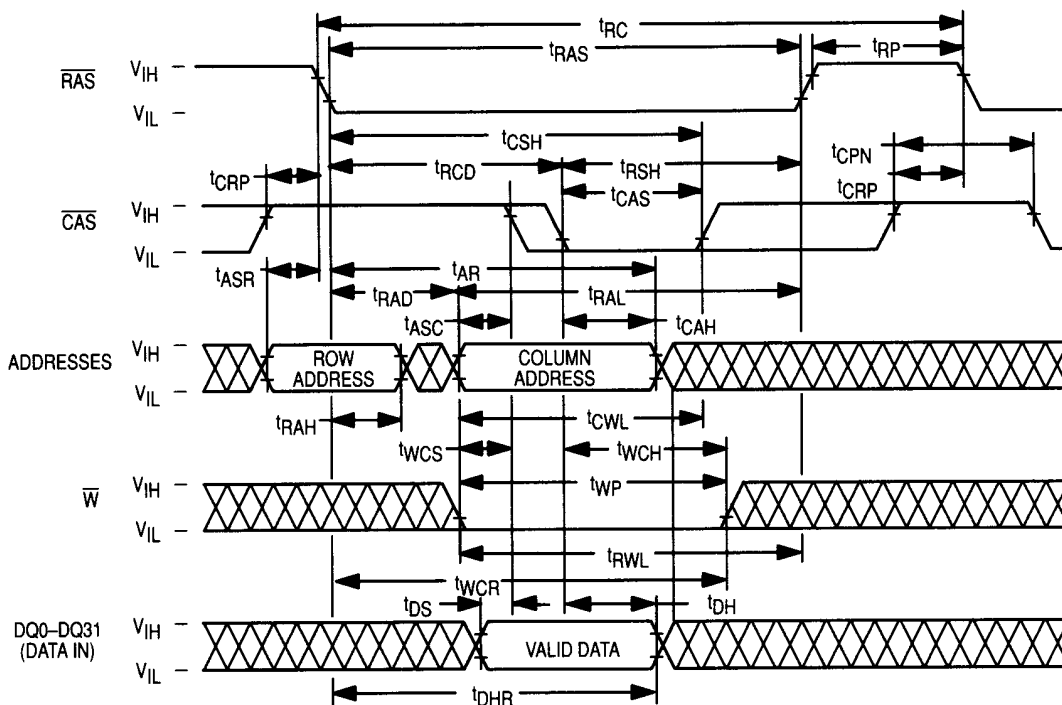 tRC
tRAS
tRP
RAS
VIH
VIL
tCSH
tRCD
tRSH
tCPN
tCRP
tCAS
tCRP
CAS
VIH
VIL
tASR
tAR
tRAD
tRAL
tASC
tCAH
ADDRESSES
VIH
VIL
ROW
ADDRESS
COLUMN
ADDRESS
tRAH
tCWL
tWCS
tWCH
W
VIH
VIL
tWP
tRWL
tWCR
tDS
tDH
DQ0–DQ31
(DATA IN)
VIH
VIL
VALID DATA
tDHR